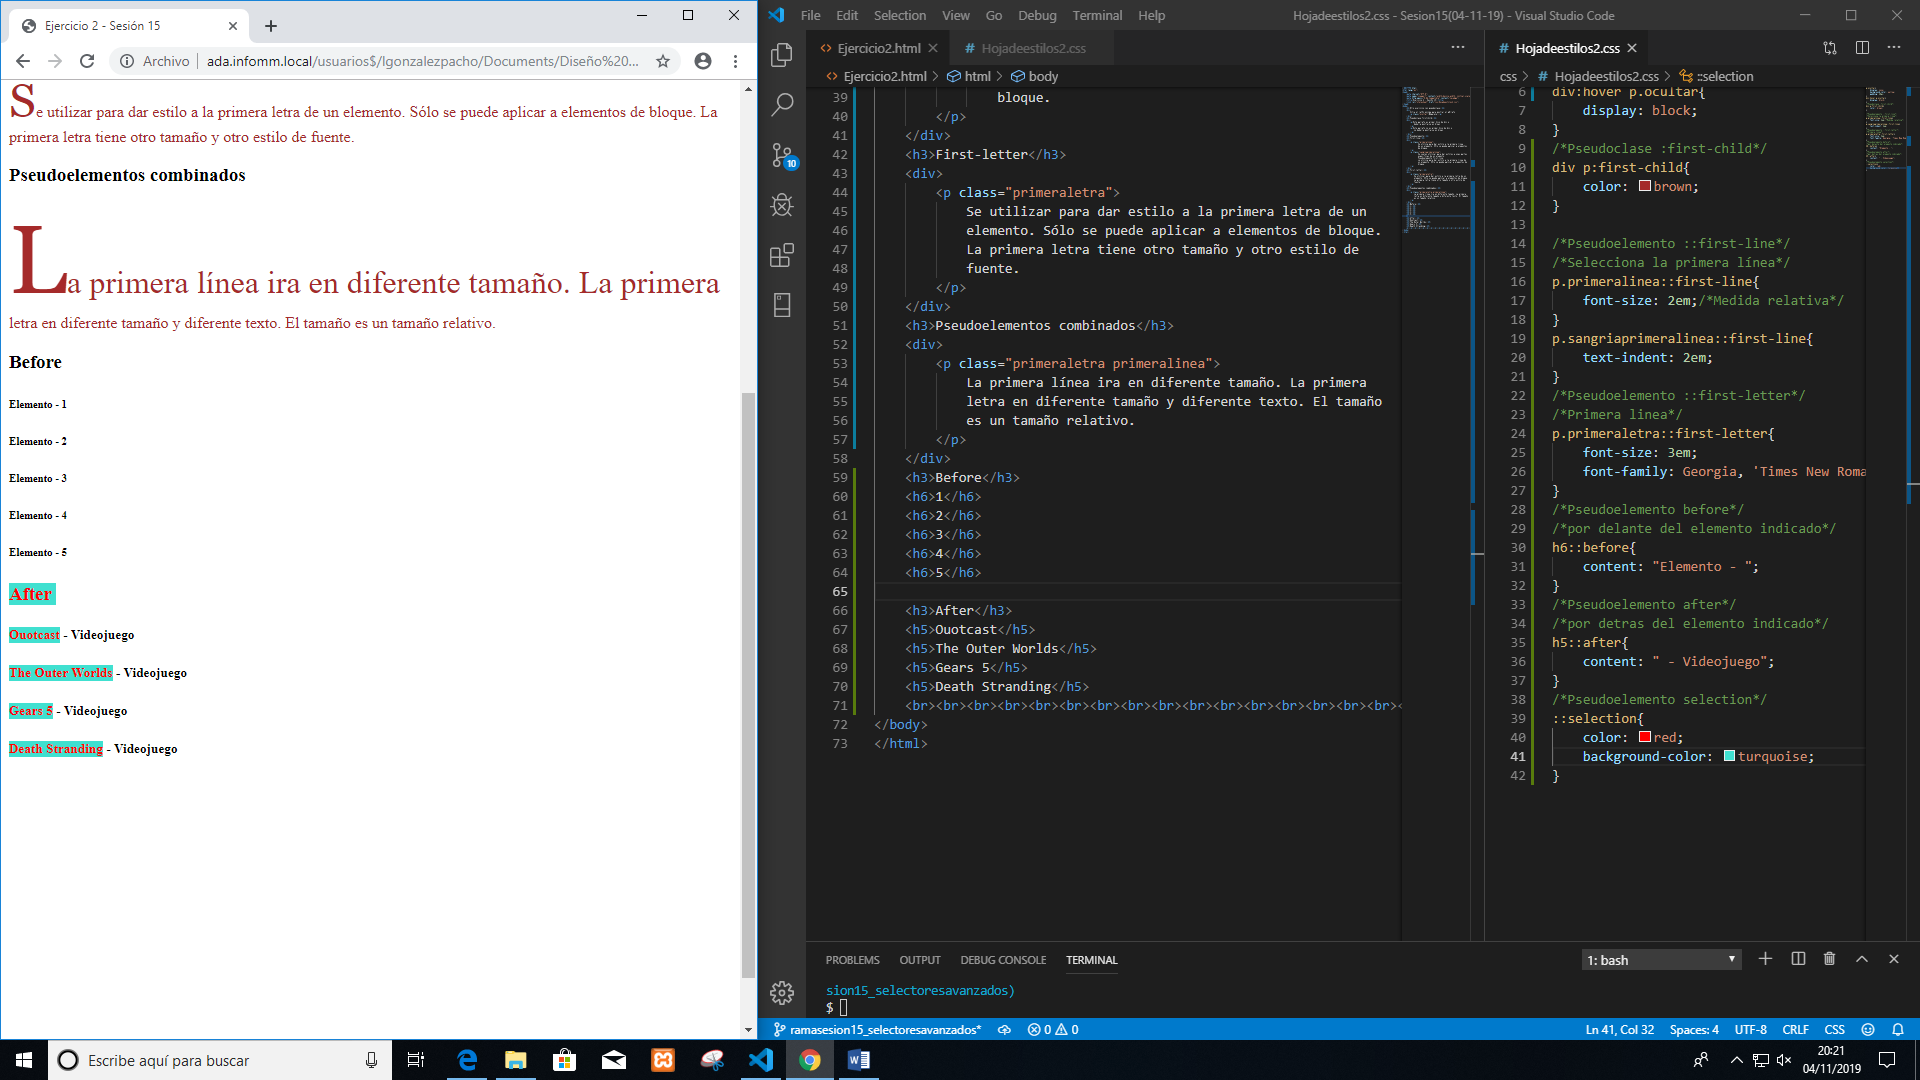 Ejercicio 2 - Sesión 15
Archivo
ada.infomm.local/usuarios$/lgonzalezpacho/Documents/Diseño%20...
Se utilizar para dar estilo a la primera letra de un elemento. Sólo se puede aplicar a elementos de bloque. La
primera letra tiene otro tamaño y otro estilo de fuente.
Pseudoelementos combinados
La primera línea ira en diferente tamaño. La primera
letra en diferente tamaño y diferente texto. El tamaño es un tamaño relativo.
Before
Elemento - 1
Elemento - 2
Elemento - 3
Elemento - 4
Elemento - 5
After
Ouotcast - Videojuego
The Outer Worlds - Videojuego
Gears 5 - Videojuego
Death Stranding - Videojuego
File Edit Selection View Go Debug Terminal Help
Hojadeestilos2.css - Sesion15(04-11-19) - Visual Studio Code
Ejercicio2.html
Hojadeestilos2.css
Ejercicio2.html > html > body
39 bloque.
40 </p>
41 </div>
42 <h3>First-letter</h3>
43 <div>
44 <p class="primeraletra">
45 Se utilizar para dar estilo a la primera letra de un
46 elemento. Sólo se puede aplicar a elementos de bloque.
47 La primera letra tiene otro tamaño y otro estilo de
48 fuente.
49 </p>
50 </div>
51 <h3>Pseudoelementos combinados</h3>
52 <div>
53 <p class="primeraletra primeralinea">
54 La primera línea ira en diferente tamaño. La primera
55 letra en diferente tamaño y diferente texto. El tamaño
56 es un tamaño relativo.
57 </p>
58 </div>
59 <h3>Before</h3>
60 <h6>1</h6>
61 <h6>2</h6>
62 <h6>3</h6>
63 <h6>4</h6>
64 <h6>5</h6>
65
66 <h3>After</h3>
67 <h5>Ouotcast</h5>
68 <h5>The Outer Worlds</h5>
69 <h5>Gears 5</h5>
70 <h5>Death Stranding</h5>
71 <br><br><br><br><br><br><br><br><br><br><br><br><br><br><br><br><
72 </body>
73 </html>
Hojadeestilos2.css
css > Hojadeestilos2.css > ::selection
6 div:hover p.ocultar{
7 display: block;
8 }
9 /*Pseudoclase :first-child*/
10 div p:first-child{
11 color: brown;
12 }
13
14 /*Pseudoelemento ::first-line*/
15 /*Selecciona la primera línea*/
16 p.primeralinea::first-line{
17 font-size: 2em;/*Medida relativa*/
18 }
19 p.sangriaprimeralinea::first-line{
20 text-indent: 2em;
21 }
22 /*Pseudoelemento ::first-letter*/
23 /*Primera linea*/
24 p.primeraletra::first-letter{
25 font-size: 3em;
26 font-family: Georgia, 'Times New Roma
27 }
28 /*Pseudoelemento before*/
29 /*por delante del elemento indicado*/
30 h6::before{
31 content: "Elemento - ";
32 }
33 /*Pseudoelemento after*/
34 /*por detras del elemento indicado*/
35 h5::after{
36 content: " - Videojuego";
37 }
38 /*Pseudoelemento selection*/
39 ::selection{
40 color: red;
41 background-color: turquoise;
42 }
10
PROBLEMS OUTPUT DEBUG CONSOLE TERMINAL
1: bash
sion15_selectoresavanzados)
$
ramasesion15_selectoresavanzados*
0 0
Ln 41, Col 32 Spaces: 4 UTF-8 CRLF CSS
Escribe aquí para buscar
20:21
04/11/2019